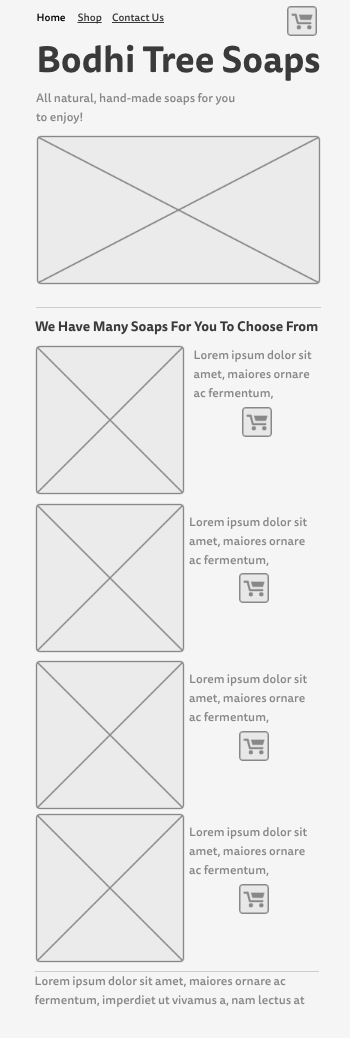 Home Shop Contact Us
Bodhi Tree Soaps
All natural, hand-made soaps for you
to enjoy!
We Have Many Soaps For You To Choose From
Lorem ipsum dolor sit
amet, maiores ornare
ac fermentum,
Lorem ipsum dolor sit
amet, maiores ornare
ac fermentum,
Lorem ipsum dolor sit
amet, maiores ornare
ac fermentum,
Lorem ipsum dolor sit
amet, maiores ornare
ac fermentum,
Lorem ipsum dolor sit amet, maiores ornare ac
fermentum, imperdiet ut vivamus a, nam lectus at